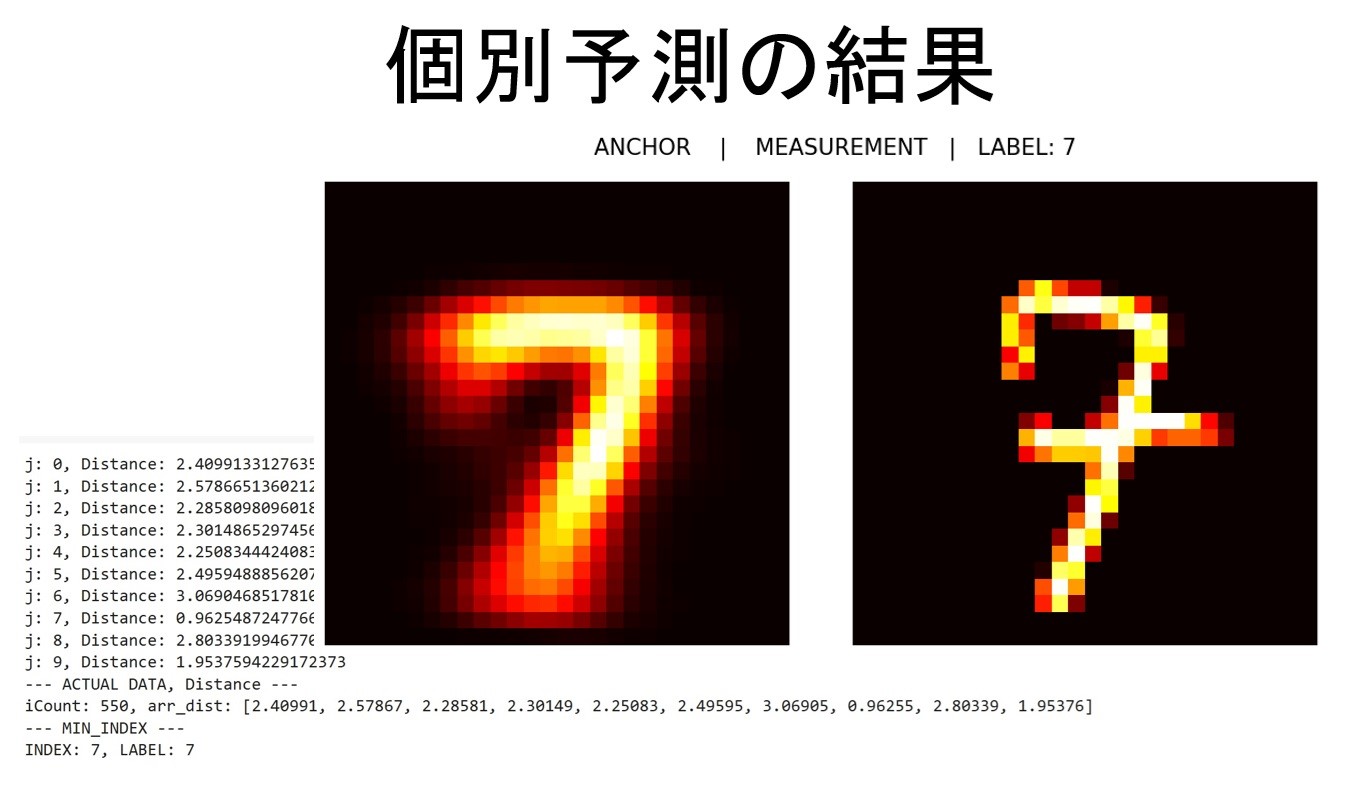 個別予測の結果
ANCHOR | MEASUREMENT | LABEL: 7
j: 0, Distance: 2.4099133127635
j: 1, Distance: 2.5786651360212
j: 2, Distance: 2.2858098096018
j: 3, Distance: 2.3014865297456
j: 4, Distance: 2.2508344424083
j: 5, Distance: 2.4959488856207
j: 6, Distance: 3.0690468517810
j: 7, Distance: 0.9625487247766
j: 8, Distance: 2.8033919946770
j: 9, Distance: 1.9537594229172373
--- ACTUAL DATA, Distance ---
iCount: 550, arr_dist: [2.40991, 2.57867, 2.28581, 2.30149, 2.25083, 2.49595, 3.06905, 0.96255, 2.80339, 1.95376]
--- MIN_INDEX ---
INDEX: 7, LABEL: 7